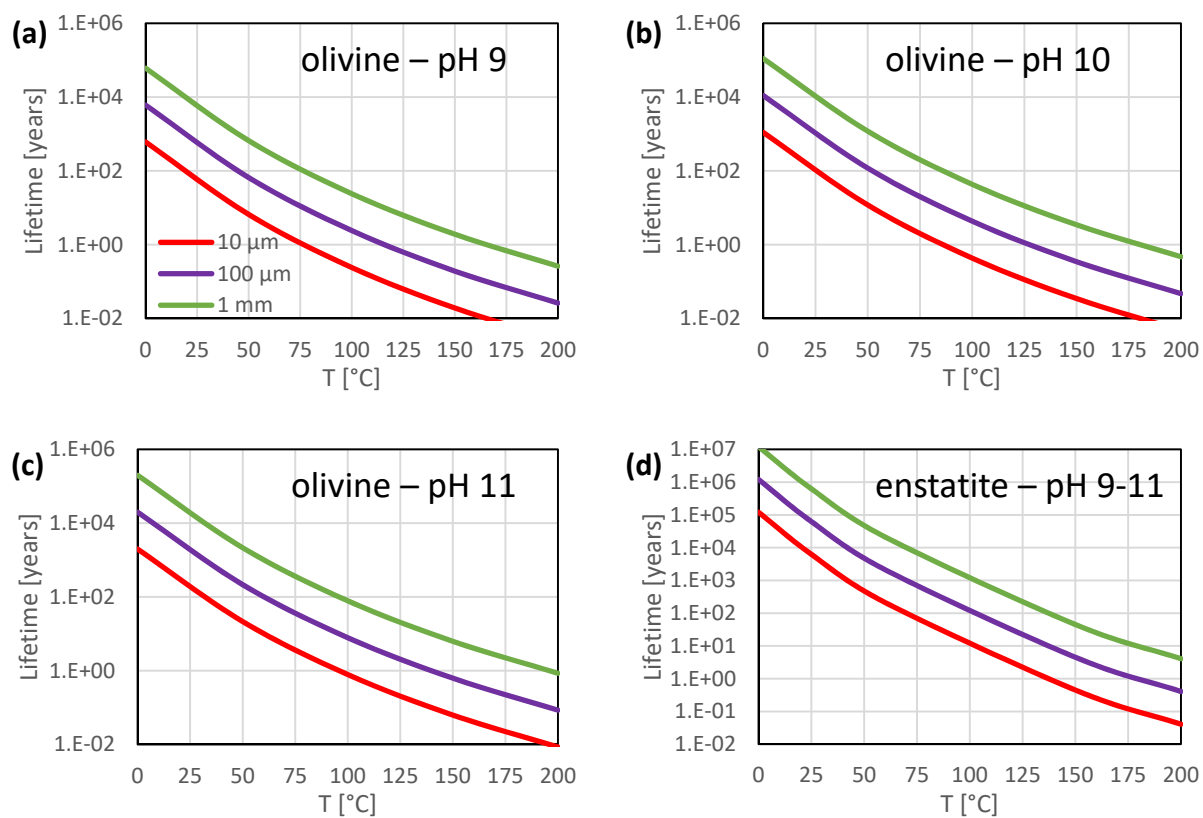 (a)
olivine – pH 9
Lifetime [years]
1.E+06
1.E+04
1.E+02
1.E+00
1.E-02
10 μm
100 μm
1 mm
0 25 50 75 100 125 150 175 200
T [°C]
(b)
olivine – pH 10
Lifetime [years]
1.E+06
1.E+04
1.E+02
1.E+00
1.E-02
0 25 50 75 100 125 150 175 200
T [°C]
(c)
olivine – pH 11
Lifetime [years]
1.E+06
1.E+04
1.E+02
1.E+00
1.E-02
0 25 50 75 100 125 150 175 200
T [°C]
(d)
enstatite – pH 9-11
Lifetime [years]
1.E+07
1.E+06
1.E+05
1.E+04
1.E+03
1.E+02
1.E+01
1.E+00
1.E-01
1.E-02
0 25 50 75 100 125 150 175 200
T [°C]